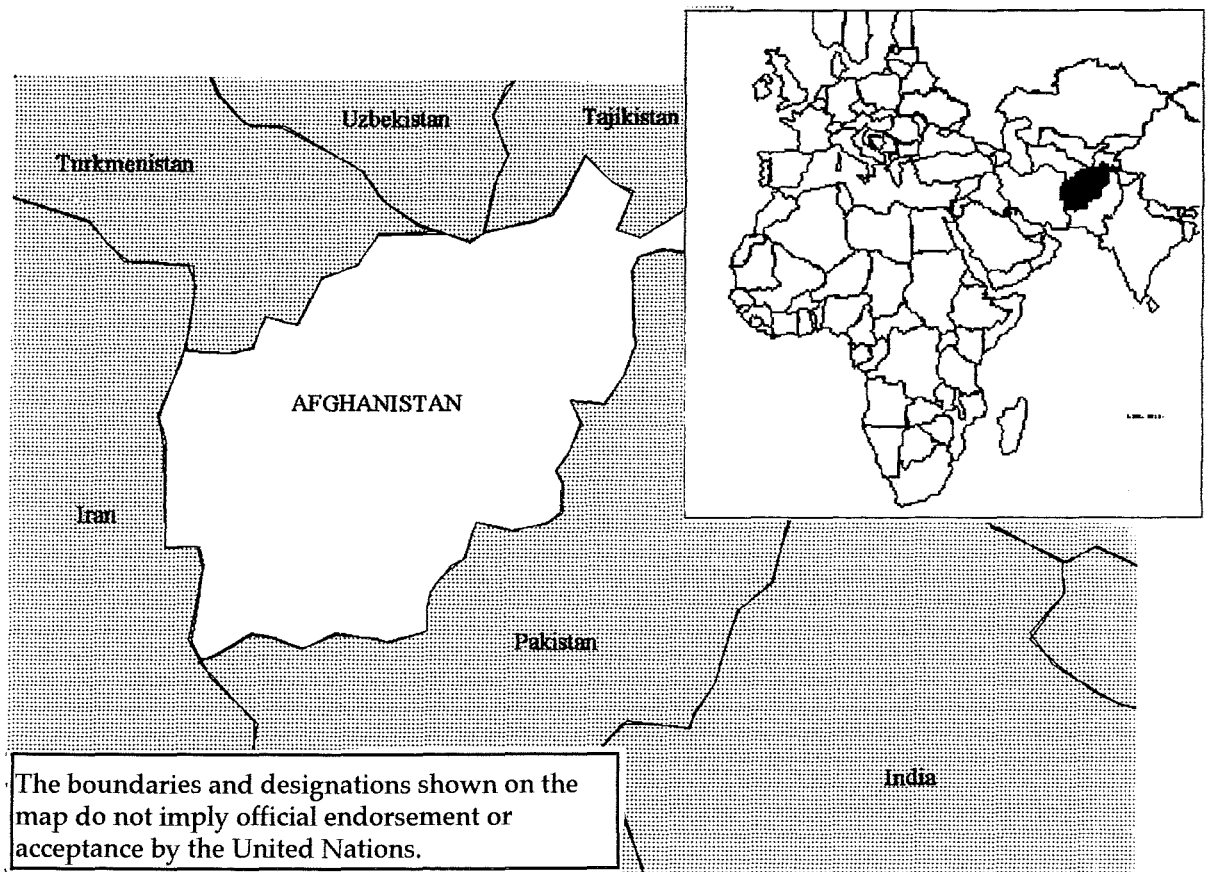 Uzbekistan
Tajikistan
Turkmenistan
AFGHANISTAN
Iran
Pakistan
India
The boundaries and designations shown on the
map do not imply official endorsement or
acceptance by the United Nations.